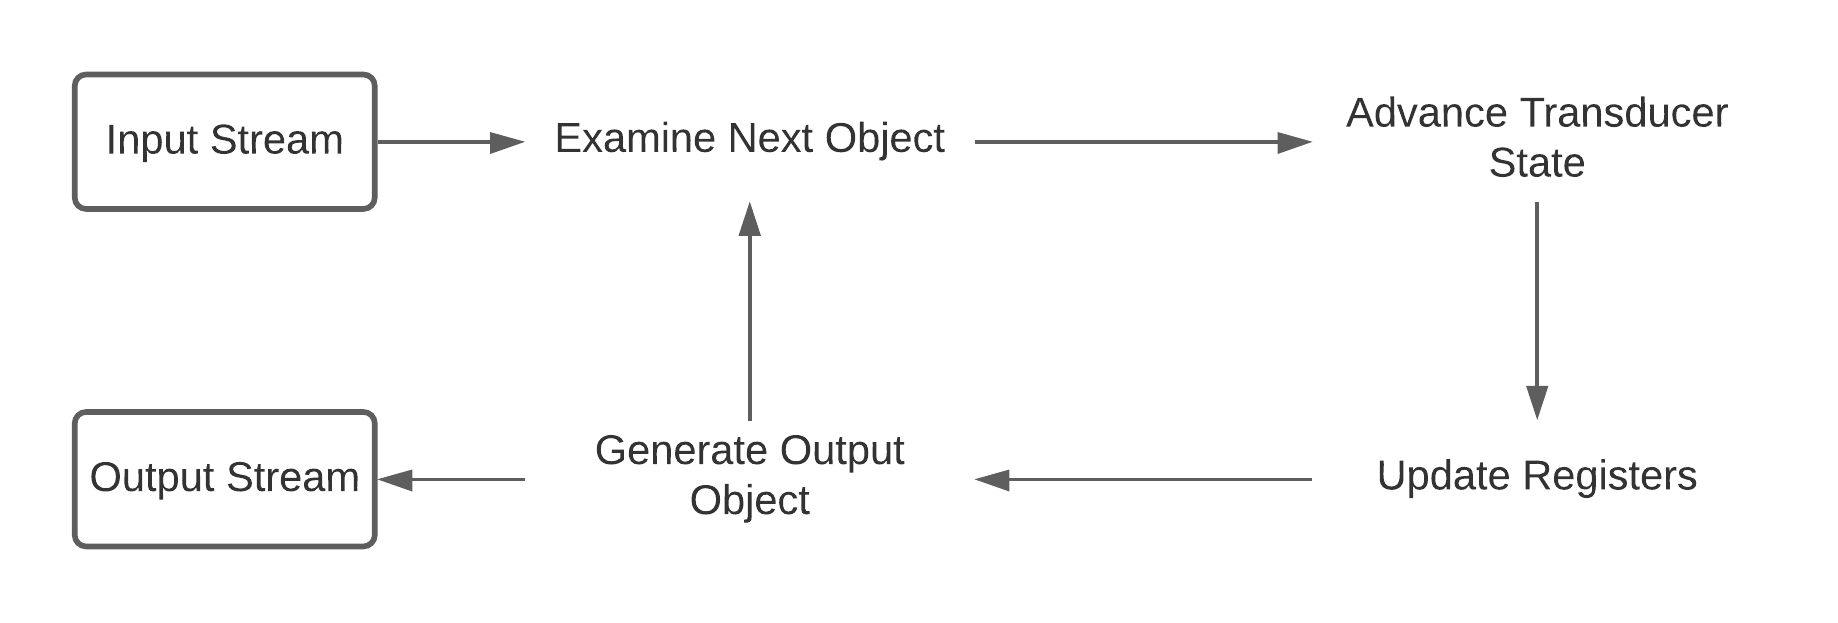 Input Stream
Examine Next Object
Advance Transducer
State
Output Stream
Generate Output
Object
Update Registers